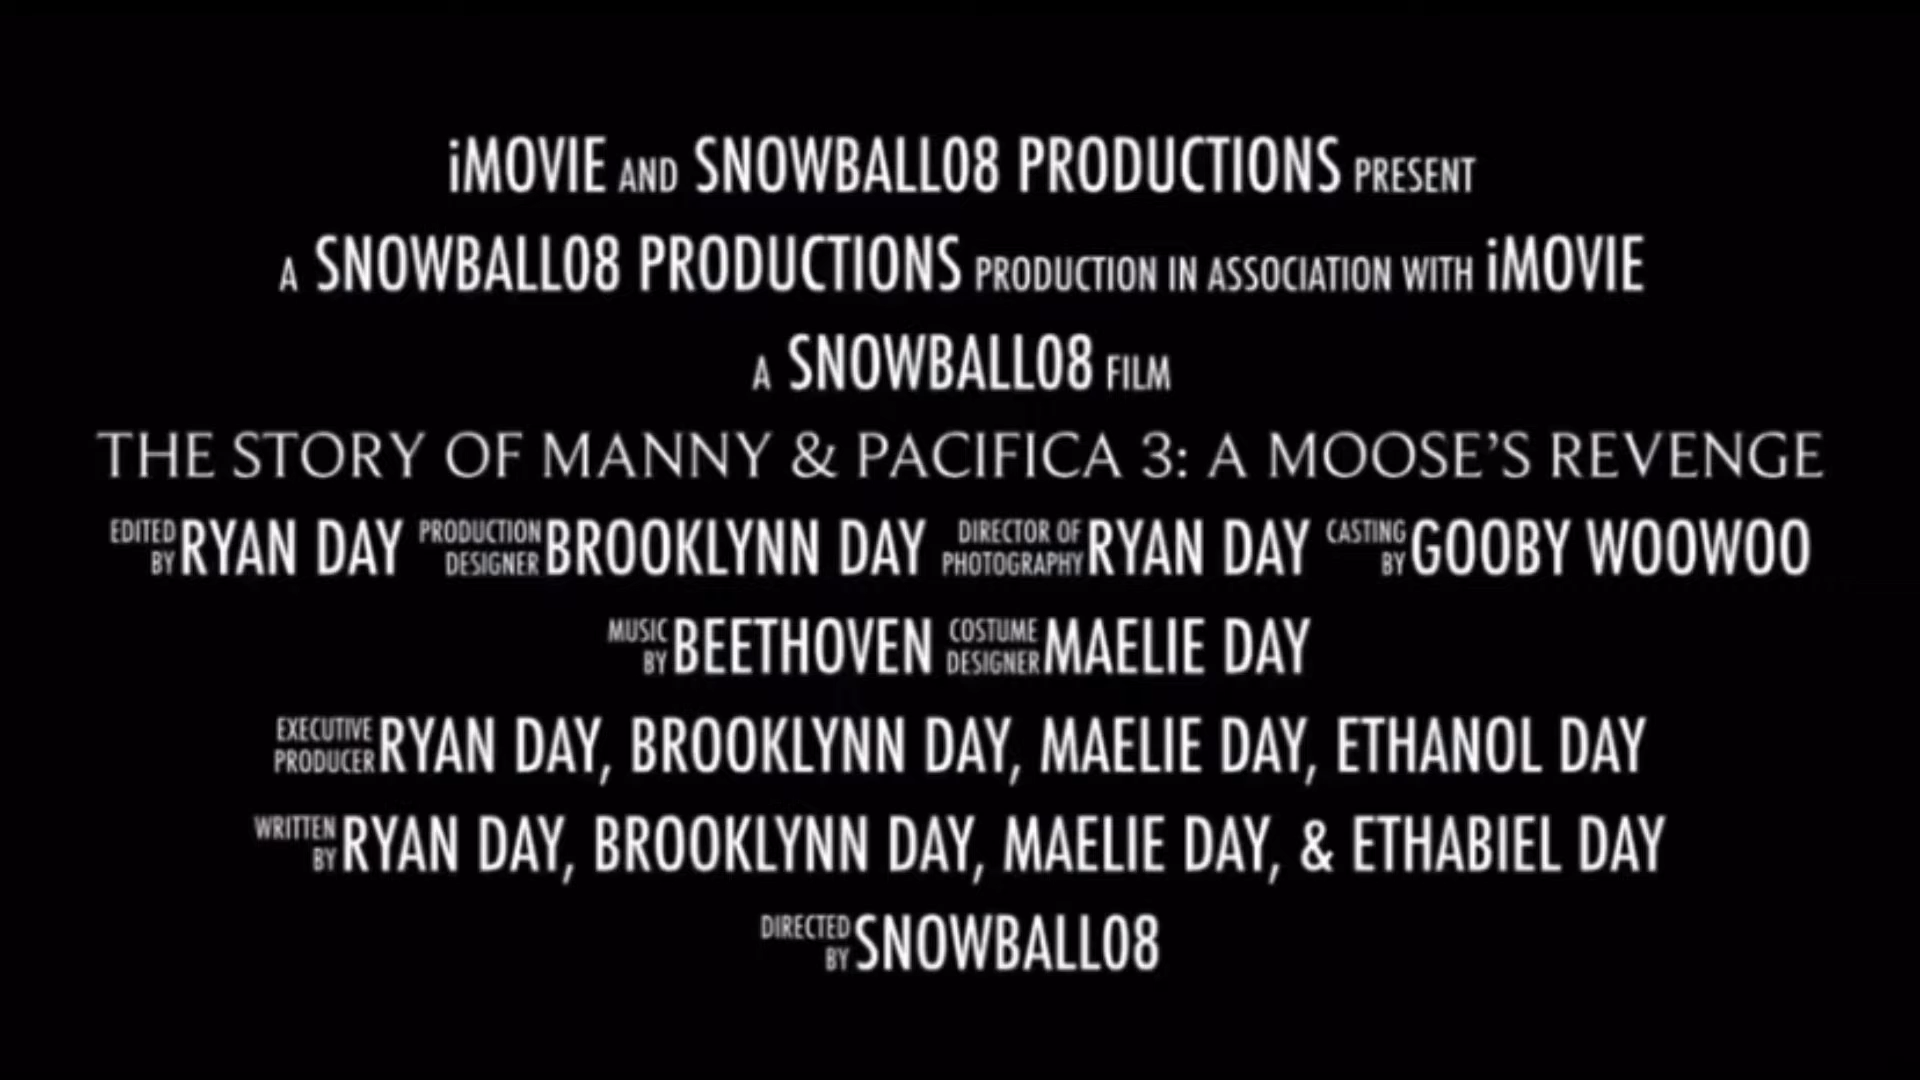 iMOVIE AND SNOWBALL08 PRODUCTIONS PRESENT
A SNOWBALL08 PRODUCTIONS PRODUCTION IN ASSOCIATION WITH iMOVIE
A SNOWBALL08 FILM
THE STORY OF MANNY & PACIFICA 3: A MOOSE'S REVENGE
EDITED BY RYAN DAY PRODUCTION DESIGNER BROOKLYNN DAY DIRECTOR OF PHOTOGRAPHY RYAN DAY CASTING BY GOOBY WOOWOO
MUSIC BY BEETHOVEN COSTUME DESIGNER MAELIE DAY
EXECUTIVE PRODUCER RYAN DAY, BROOKLYNN DAY, MAELIE DAY, ETHANOL DAY
WRITTEN BY RYAN DAY, BROOKLYNN DAY, MAELIE DAY, & ETHABIEL DAY
DIRECTED BY SNOWBALL08